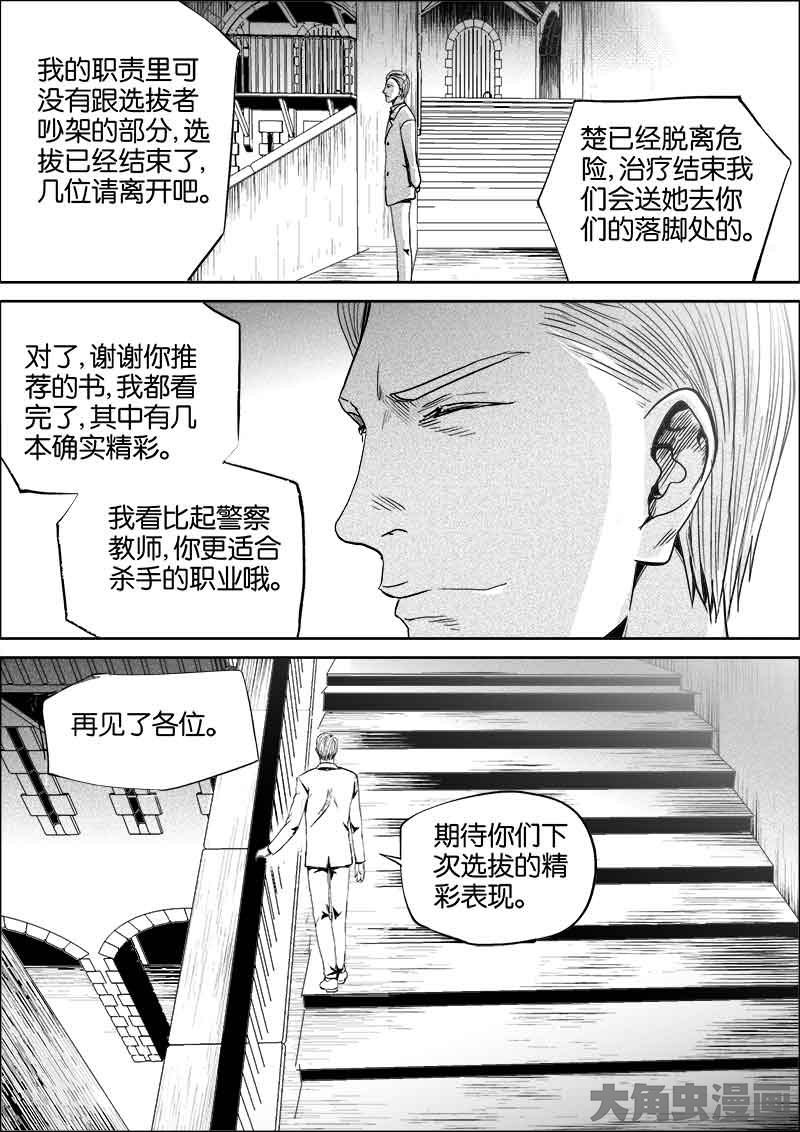 我的职责里可
没有跟选拔者
吵架的部分,选
拔已经结束了,
几位请离开吧。
楚已经脱离危
险,治疗结束我
们会送她去你
们的落脚处的。
对了,谢谢你推
荐的书,我都看
完了,其中有几
本确实精彩。
我看比起警察
教师,你更适合
杀手的职业哦。
再见了各位。
期待你们下
次选拔的精
彩表现。
大角虫漫画